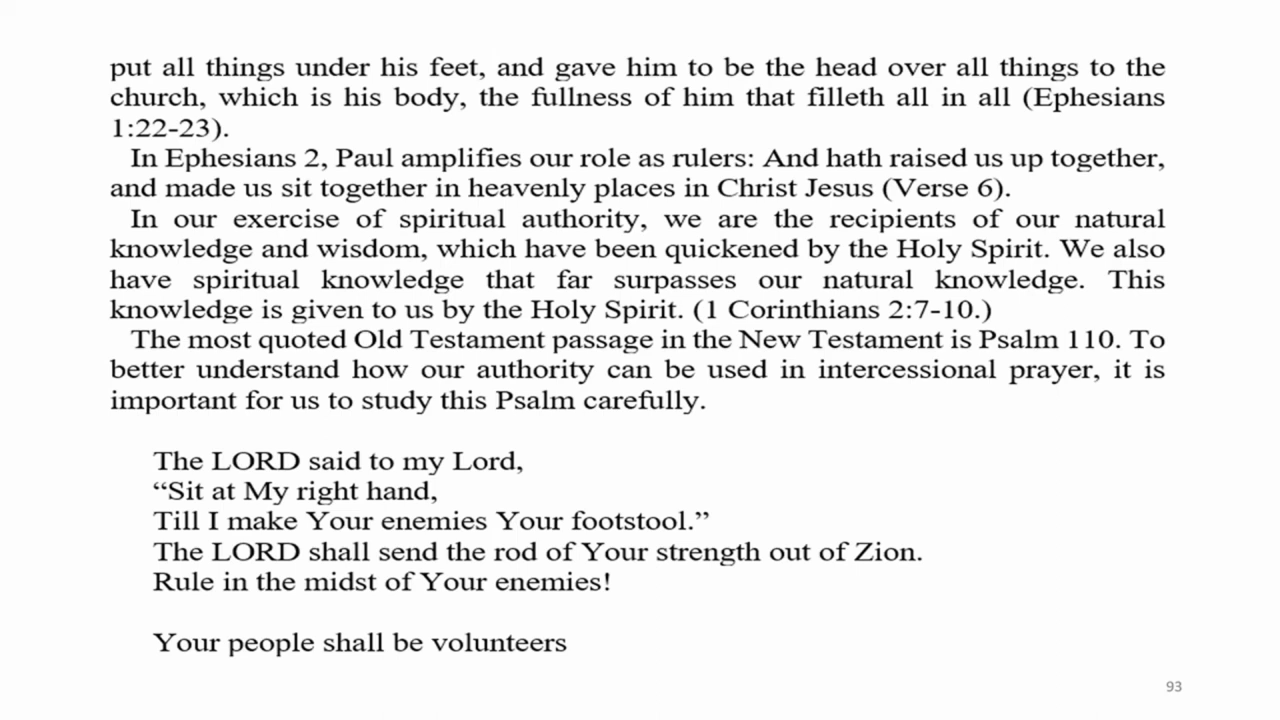 put all things under his feet, and gave him to be the head over all things to the
church, which is his body, the fullness of him that filleth all in all (Ephesians
1:22-23).
In Ephesians 2, Paul amplifies our role as rulers: And hath raised us up together,
and made us sit together in heavenly places in Christ Jesus (Verse 6).
In our exercise of spiritual authority, we are the recipients of our natural
knowledge and wisdom, which have been quickened by the Holy Spirit. We also
have spiritual knowledge that far surpasses our natural knowledge. This
knowledge is given to us by the Holy Spirit. (1 Corinthians 2:7-10.)
The most quoted Old Testament passage in the New Testament is Psalm 110. To
better understand how our authority can be used in intercessional prayer, it is
important for us to study this Psalm carefully.
The LORD said to my Lord,
“Sit at My right hand,
Till I make Your enemies Your footstool.”
The LORD shall send the rod of Your strength out of Zion.
Rule in the midst of Your enemies!
Your people shall be volunteers
93